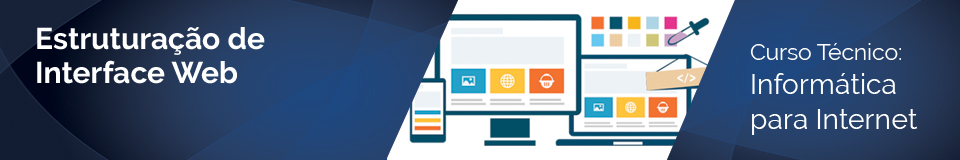 Estruturação de
Interface Web
</>
Curso Técnico:
Informática
para Internet